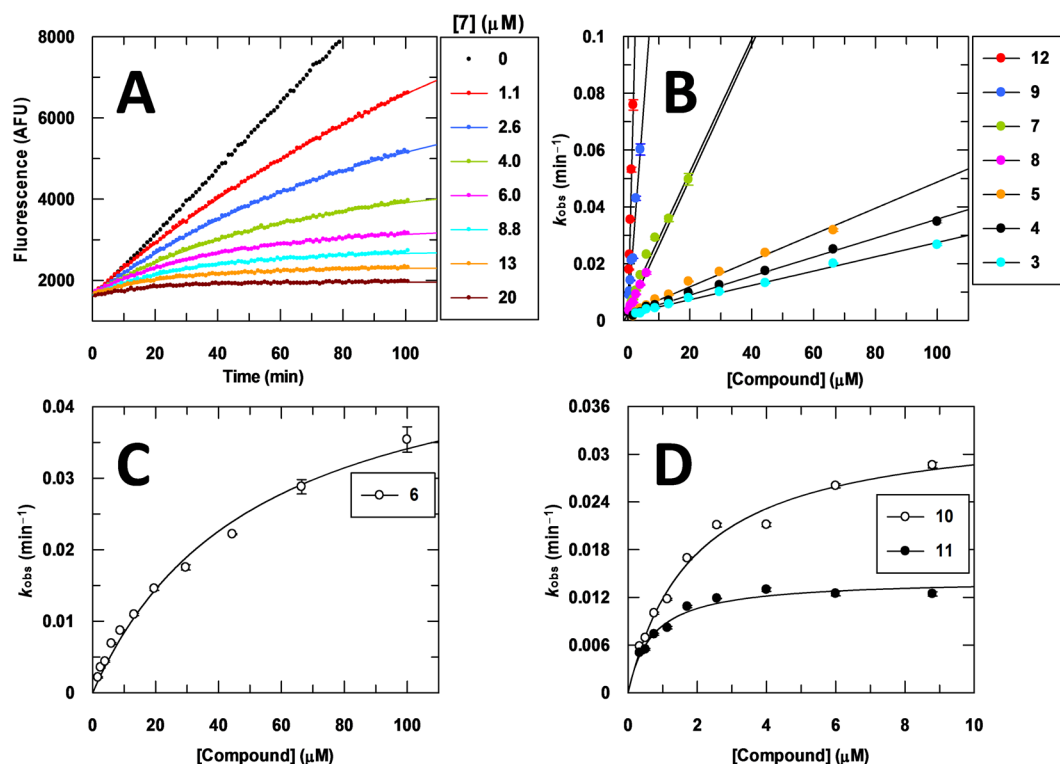 [7] (µM)
A
8000
6000
4000
2000
Fluorescence (AFU)
0 20 40 60 80 100
Time (min)
0
1.1
2.6
4.0
6.0
8.8
13
20
B
0.1
0.08
0.06
0.04
0.02
0
kobs (min⁻¹)
0 20 40 60 80 100
[Compound] (µM)
12
9
7
8
5
4
3
C
0.04
0.03
0.02
0.01
0
kobs (min⁻¹)
0 20 40 60 80 100
[Compound] (µM)
6
D
0.036
0.03
0.024
0.018
0.012
0.006
0
kobs (min⁻¹)
0 2 4 6 8 10
[Compound] (µM)
10
11